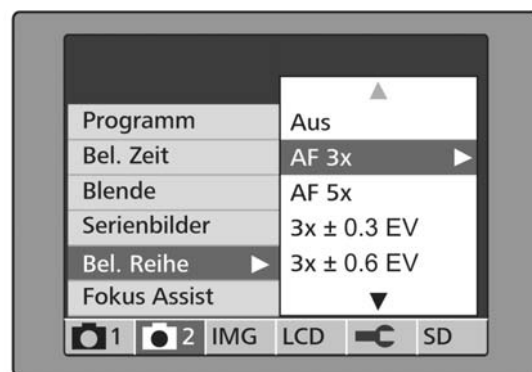 Programm
Bel. Zeit
Blende
Serienbilder
Bel. Reihe
Fokus Assist
Aus
AF 3x
AF 5x
3x ± 0.3 EV
3x ± 0.6 EV
1 2 IMG LCD SD